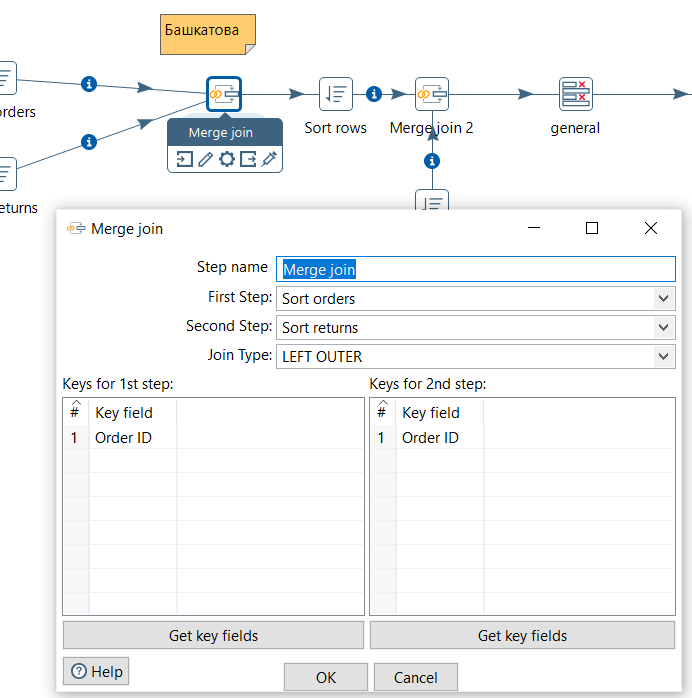 Башкатова
orders
Merge join
Sort rows
Merge join 2
general
eturns
Merge join
Step name
Merge join
First Step:
Sort orders
Second Step:
Sort returns
Join Type:
LEFT OUTER
Keys for 1st step:
Keys for 2nd step:
# Key field
# Key field
1 Order ID
1 Order ID
Get key fields
Get key fields
Help
OK
Cancel